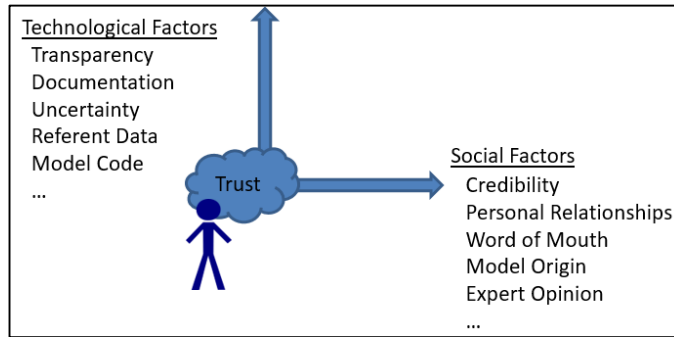 Technological Factors
Transparency
Documentation
Uncertainty
Referent Data
Model Code
...
Trust
Social Factors
Credibility
Personal Relationships
Word of Mouth
Model Origin
Expert Opinion
...